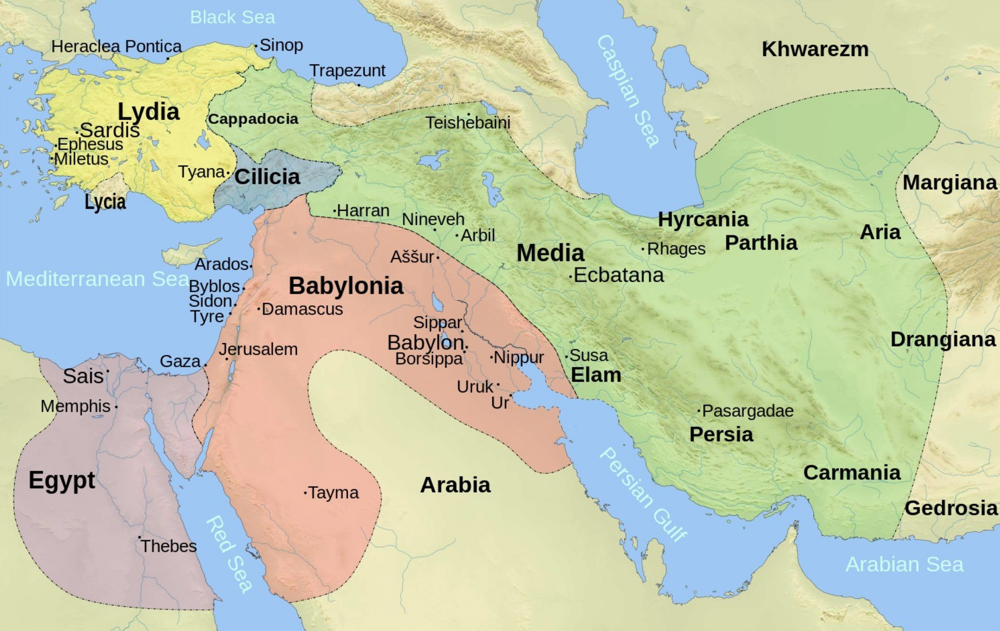 Black Sea
Heraclea Pontica
Sinop
Khwarezm
Caspian Sea
Trapezunt
Lydia
Cappadocia
Teishebaini
Sardis
Ephesus
Miletus
Tyana
Cilicia
Margiana
Lycia
Harran
Nineveh
Hyrcania
Arbil
Aria
Parthia
Media
Rhages
Aššur
Arados
Ecbatana
Mediterranean Sea
Byblos
Babylonia
Sidon
Damascus
Tyre
Sippar
Babylon
Drangiana
Jerusalem
Borsippa
Nippur
Susa
Gaza
Sais
Elam
Uruk
Ur
Memphis
Pasargadae
Persia
Egypt
Arabia
Carmania
Persian Gulf
Tayma
Gedrosia
Red Sea
Thebes
Arabian Sea